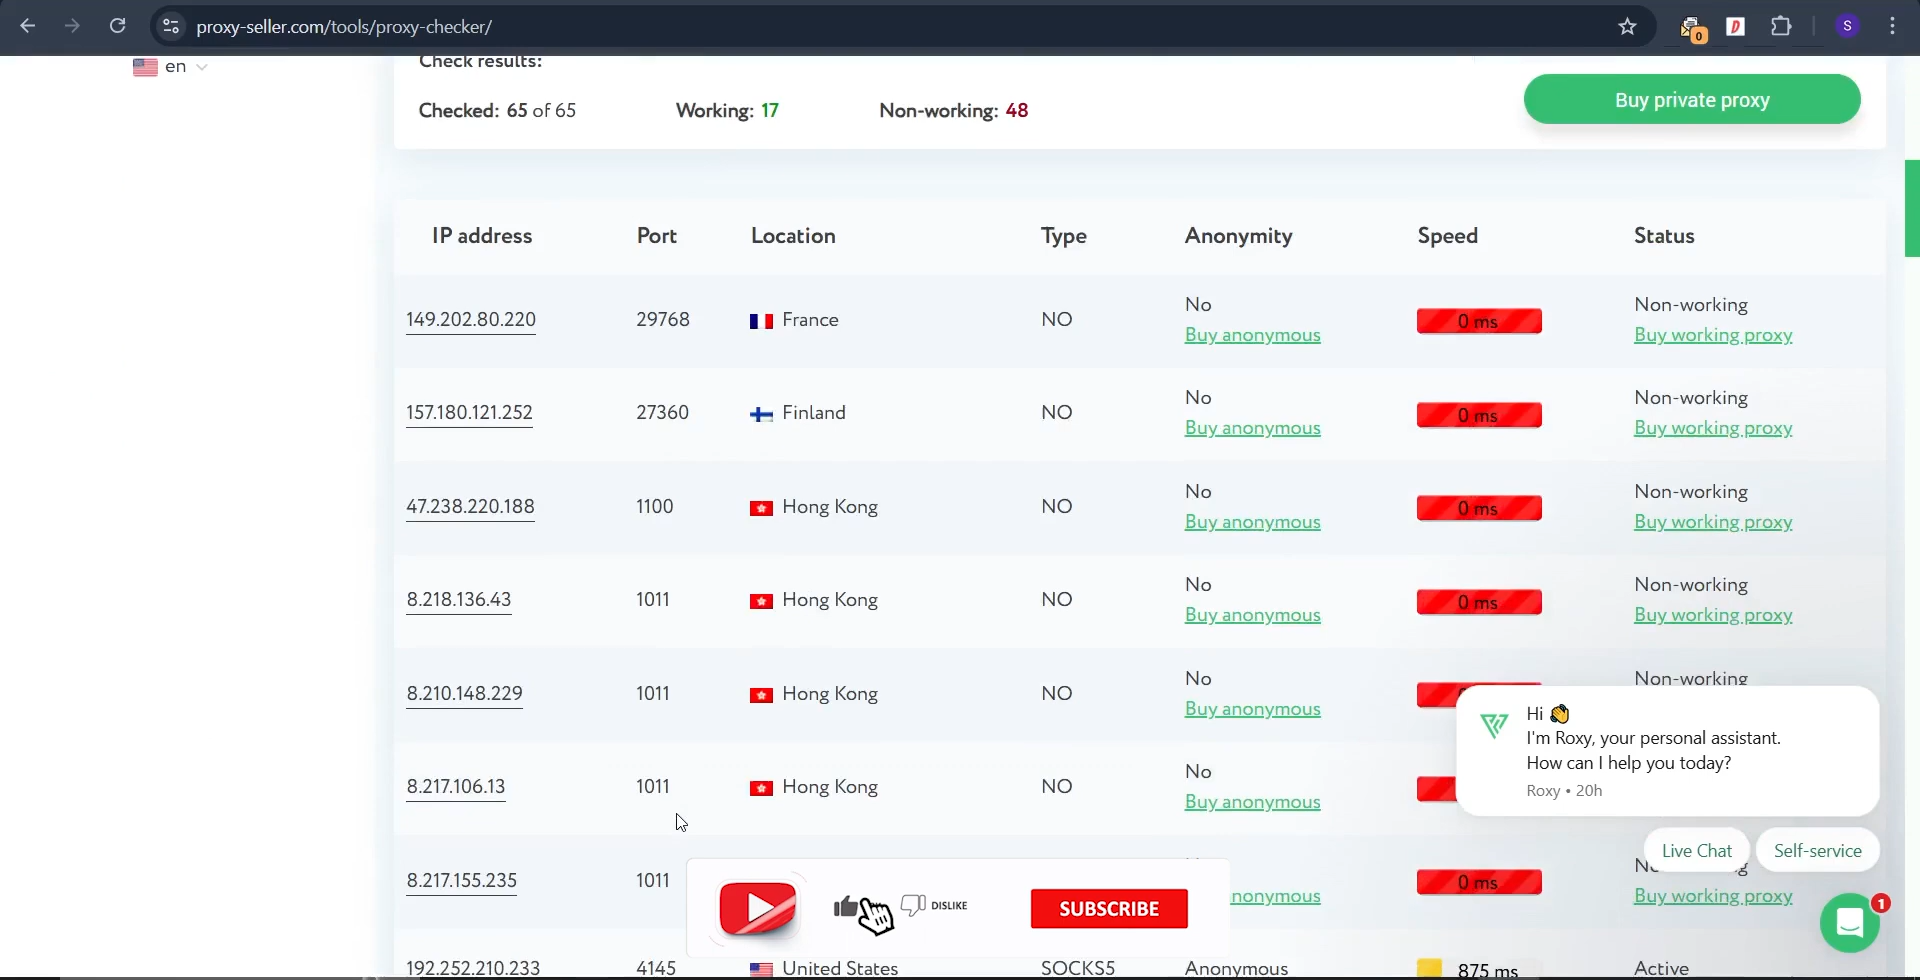 proxy-seller.com/tools/proxy-checker/
0
D
S
en
Check results:
Checked: 65 of 65
Working: 17
Non-working: 48
Buy private proxy
IP address Port Location Type Anonymity Speed Status
149.202.80.220 29768 France NO No 0 ms Non-working
Buy anonymous Buy working proxy
157.180.121.252 27360 Finland NO No 0 ms Non-working
Buy anonymous Buy working proxy
47.238.220.188 1100 Hong Kong NO No 0 ms Non-working
Buy anonymous Buy working proxy
8.218.136.43 1011 Hong Kong NO No 0 ms Non-working
Buy anonymous Buy working proxy
8.210.148.229 1011 Hong Kong NO No Non-working
Buy anonymous
8.217.106.13 1011 Hong Kong NO No
Buy anonymous
8.217.155.235 1011 0 ms
nonymous Buy working proxy
192.252.210.233 4145 United States SOCKS5 Anonymous 875 ms Active
Hi
I'm Roxy, your personal assistant.
How can I help you today?
Roxy • 20h
Live Chat
Self-service
1
DISLIKE
SUBSCRIBE